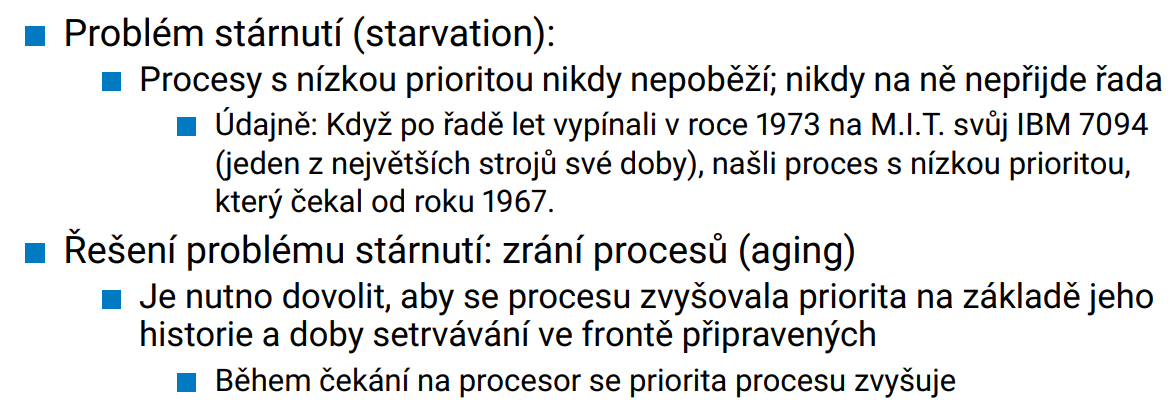 Problém stárnutí (starvation):
Procesy s nízkou prioritou nikdy nepoběží; nikdy na ně nepřijde řada
Údajně: Když po řadě let vypínali v roce 1973 na M.I.T. svůj IBM 7094
(jeden z největších strojů své doby), našli proces s nízkou prioritou,
který čekal od roku 1967.
Řešení problému stárnutí: zrání procesů (aging)
Je nutno dovolit, aby se procesu zvyšovala priorita na základě jeho
historie a doby setrvávání ve frontě připravených
Během čekání na procesor se priorita procesu zvyšuje